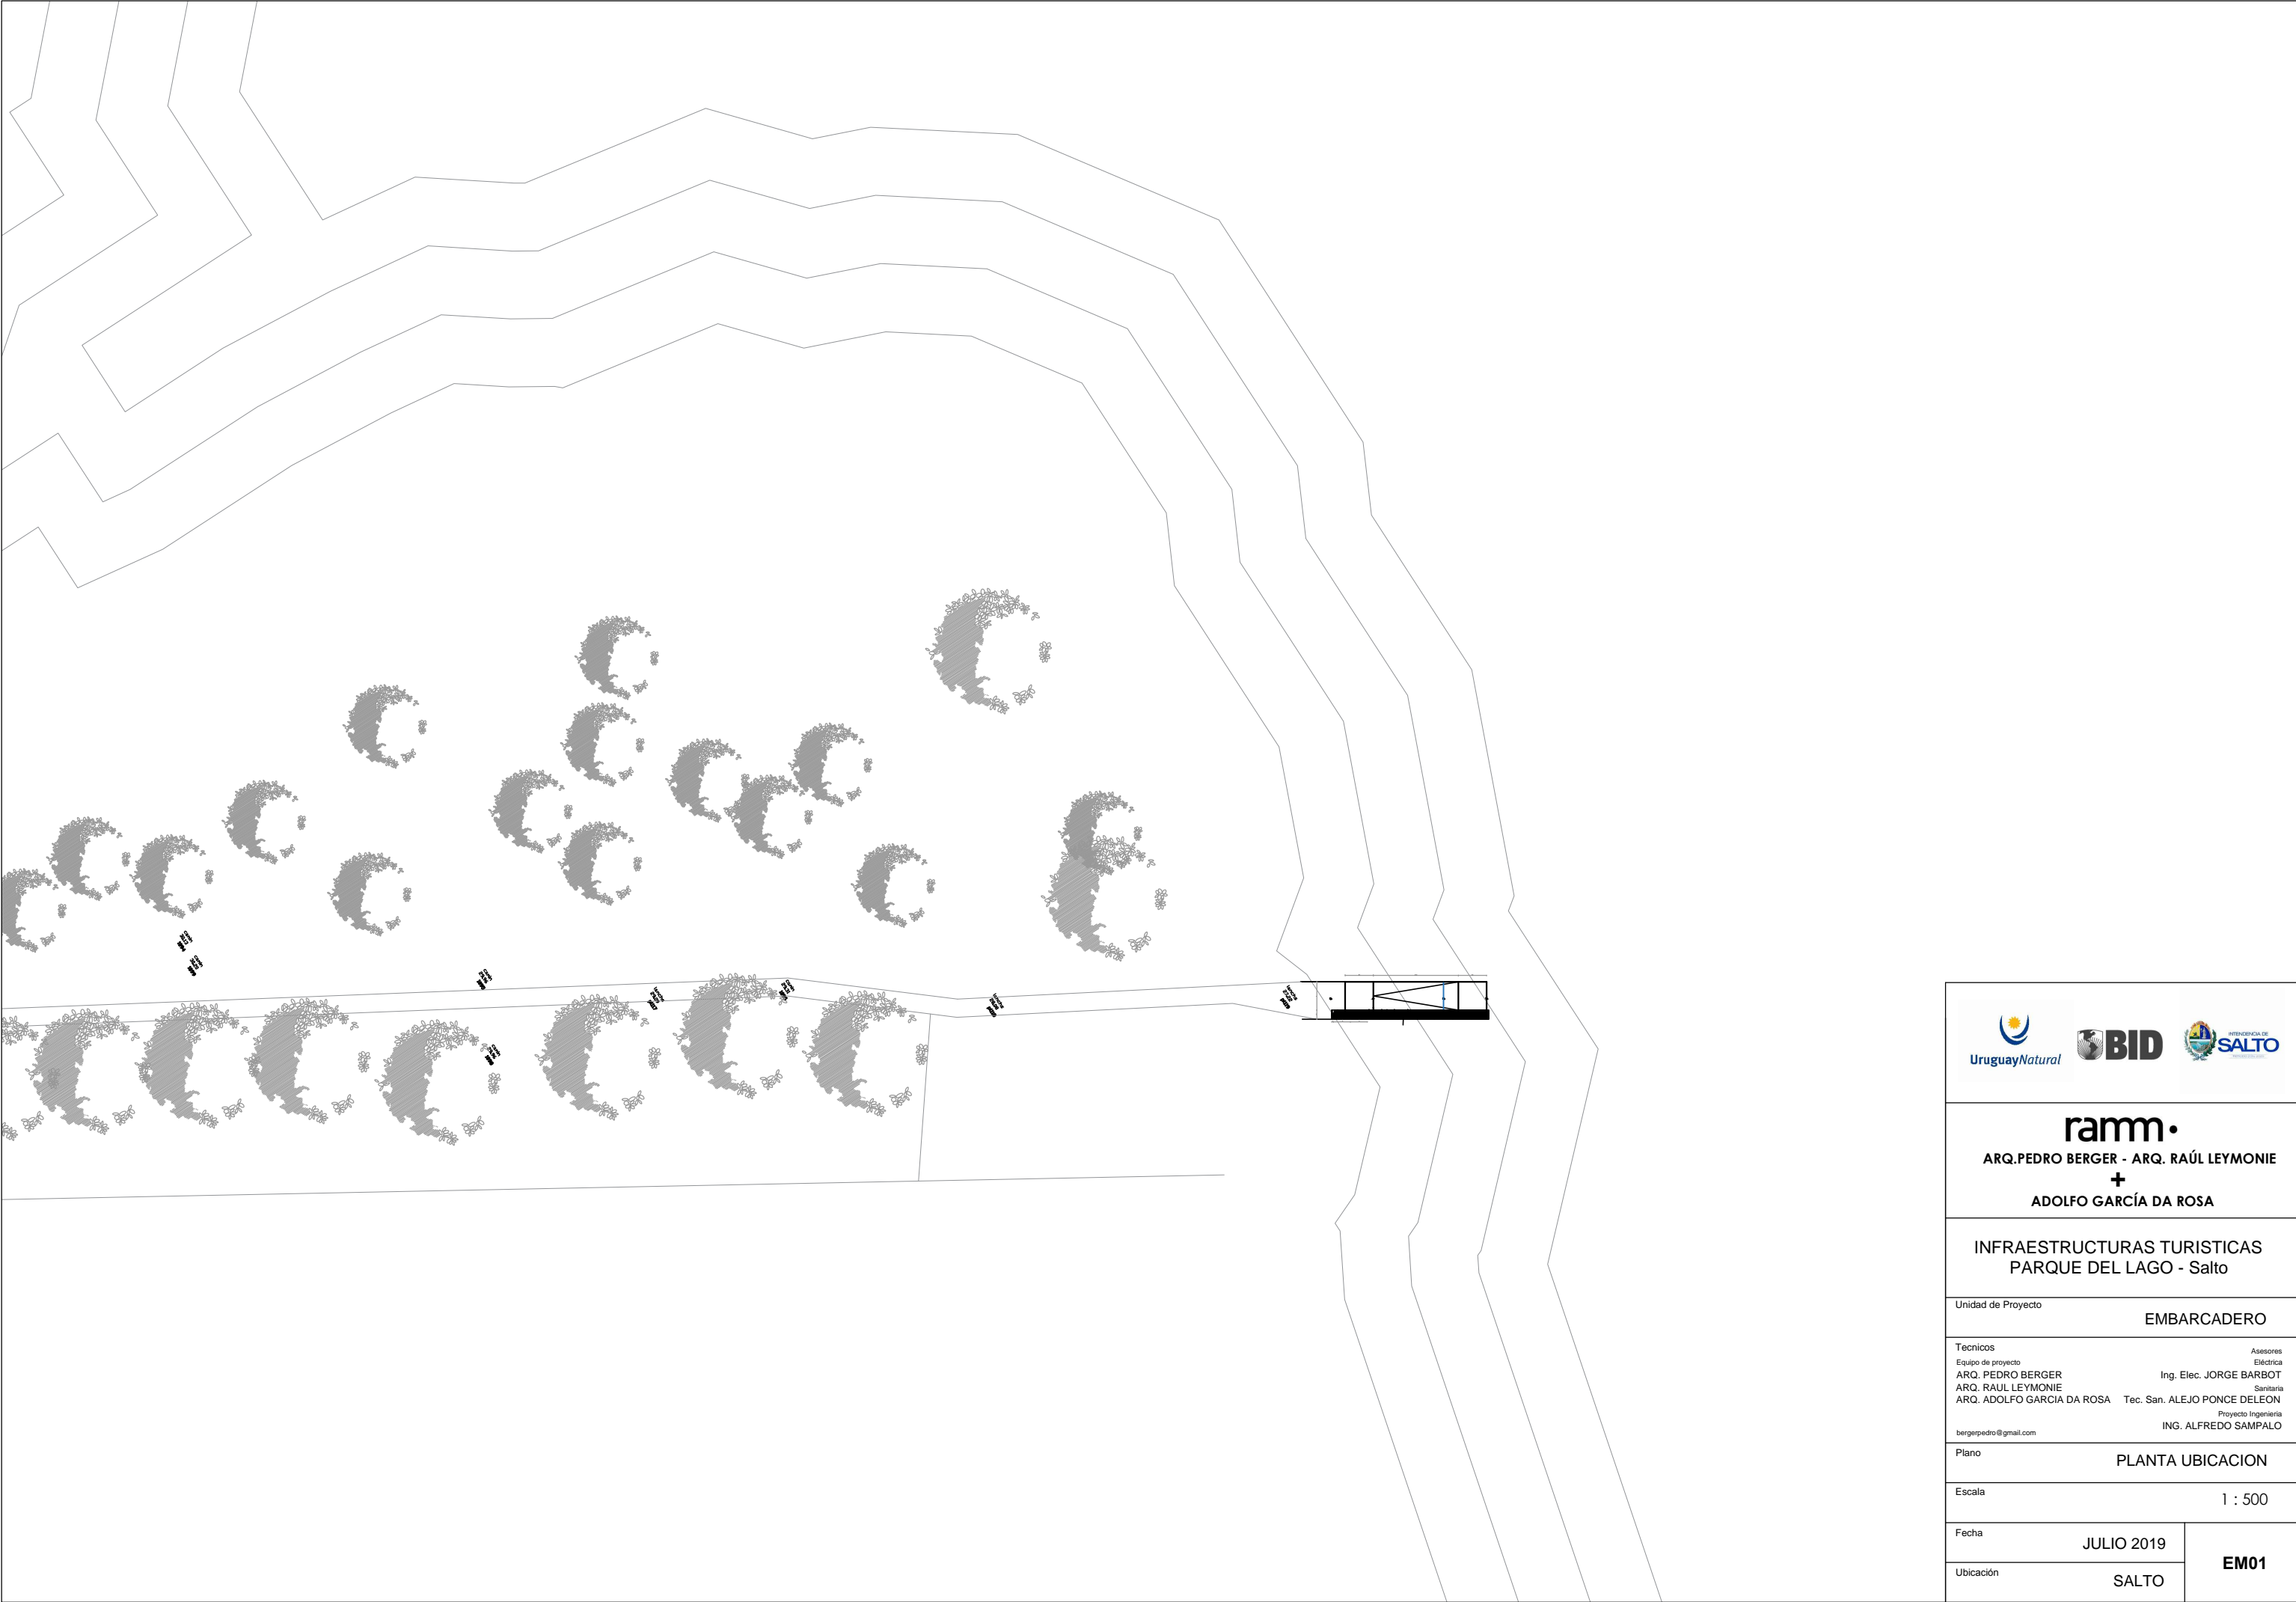 UruguayNatural
BID
INTENDENCIA DE
SALTO
ramm.
ARQ.PEDRO BERGER - ARQ. RAÚL LEYMONIE
+
ADOLFO GARCÍA DA ROSA
INFRAESTRUCTURAS TURISTICAS
PARQUE DEL LAGO - Salto
Unidad de Proyecto
EMBARCADERO
Tecnicos
Asesores
Equipo de proyecto
Eléctrica
ARQ. PEDRO BERGER
Ing. Elec. JORGE BARBOT
ARQ. RAUL LEYMONIE
Sanitaria
ARQ. ADOLFO GARCIA DA ROSA
Tec. San. ALEJO PONCE DELEON
Proyecto Ingenieria
ING. ALFREDO SAMPALO
bergerpedro@gmail.com
Plano
PLANTA UBICACION
Escala
1 : 500
Fecha
JULIO 2019
EM01
Ubicación
SALTO